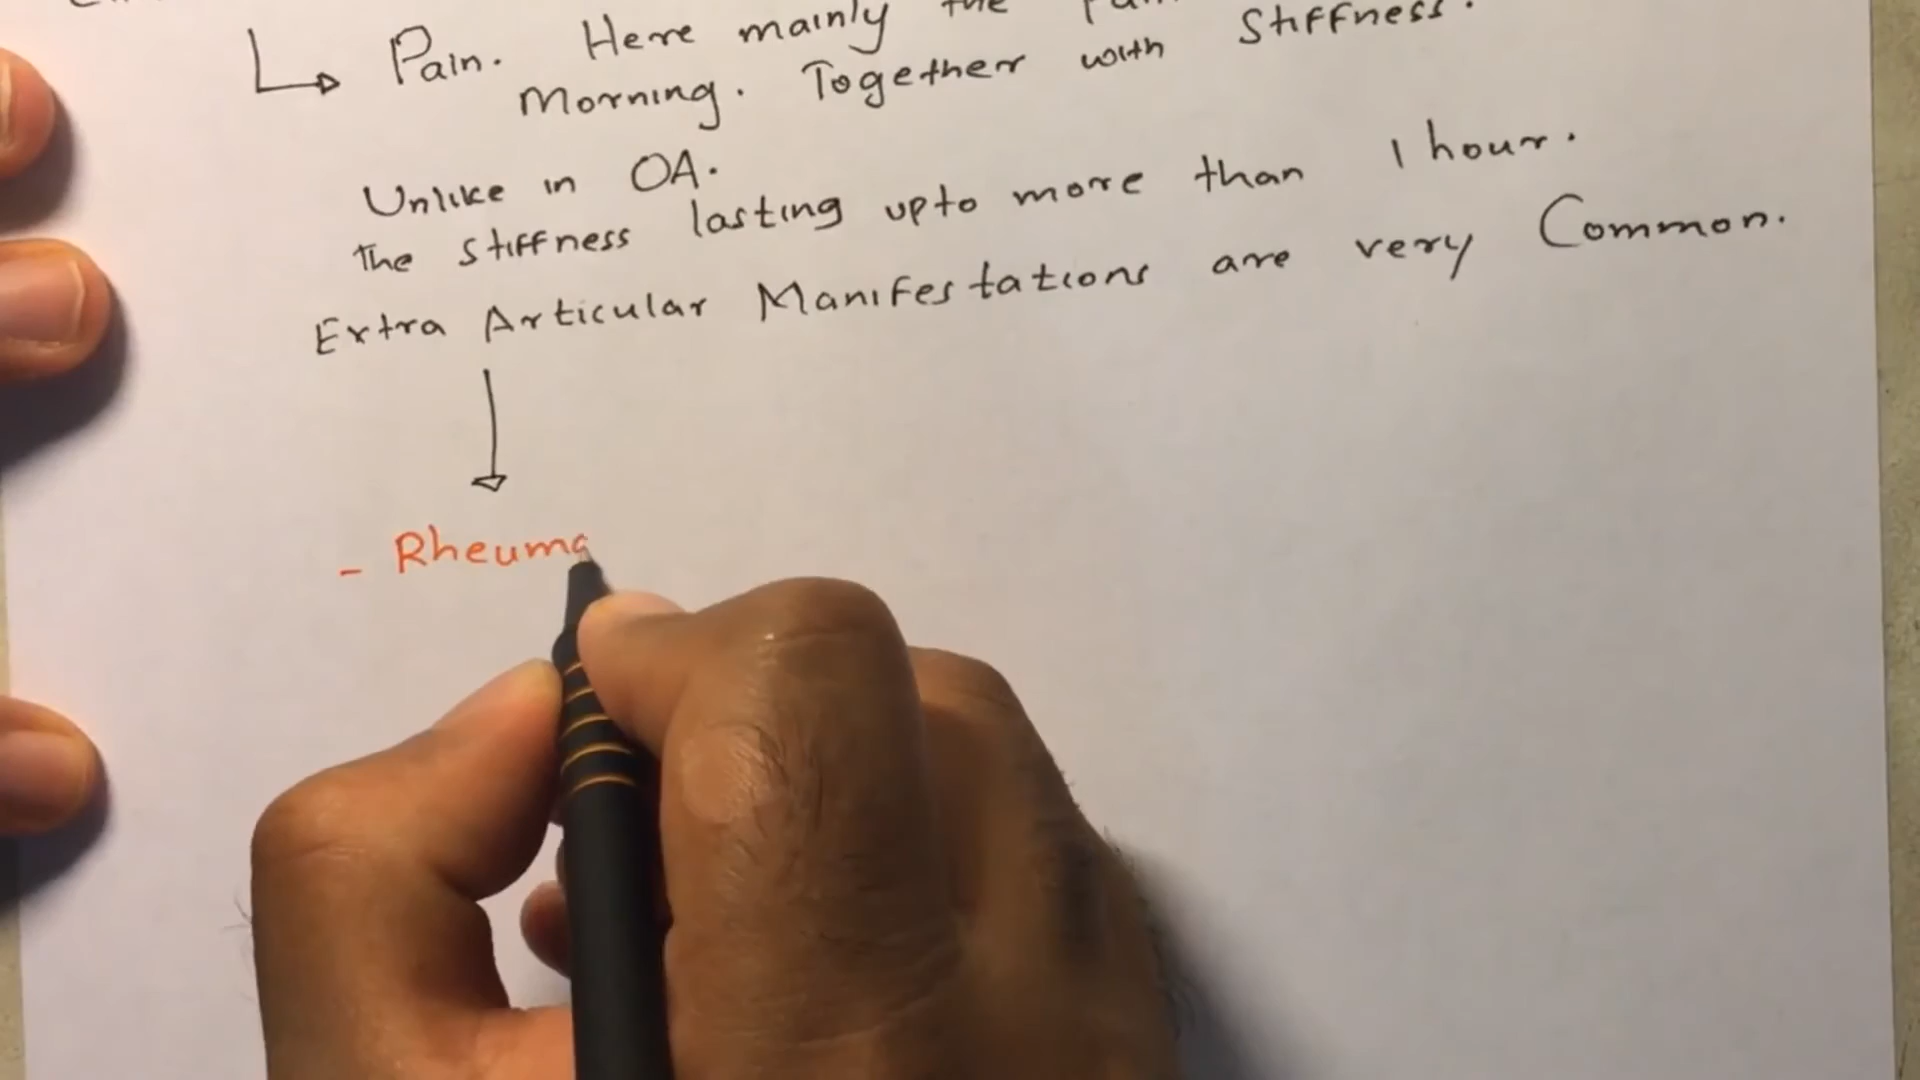 Pain. Here mainly the
Morning. Together with Stiffness.
Unlike in OA.
The stiffness lasting upto more than 1 hour.
Extra Articular Manifestations are very Common.
- Rheuma